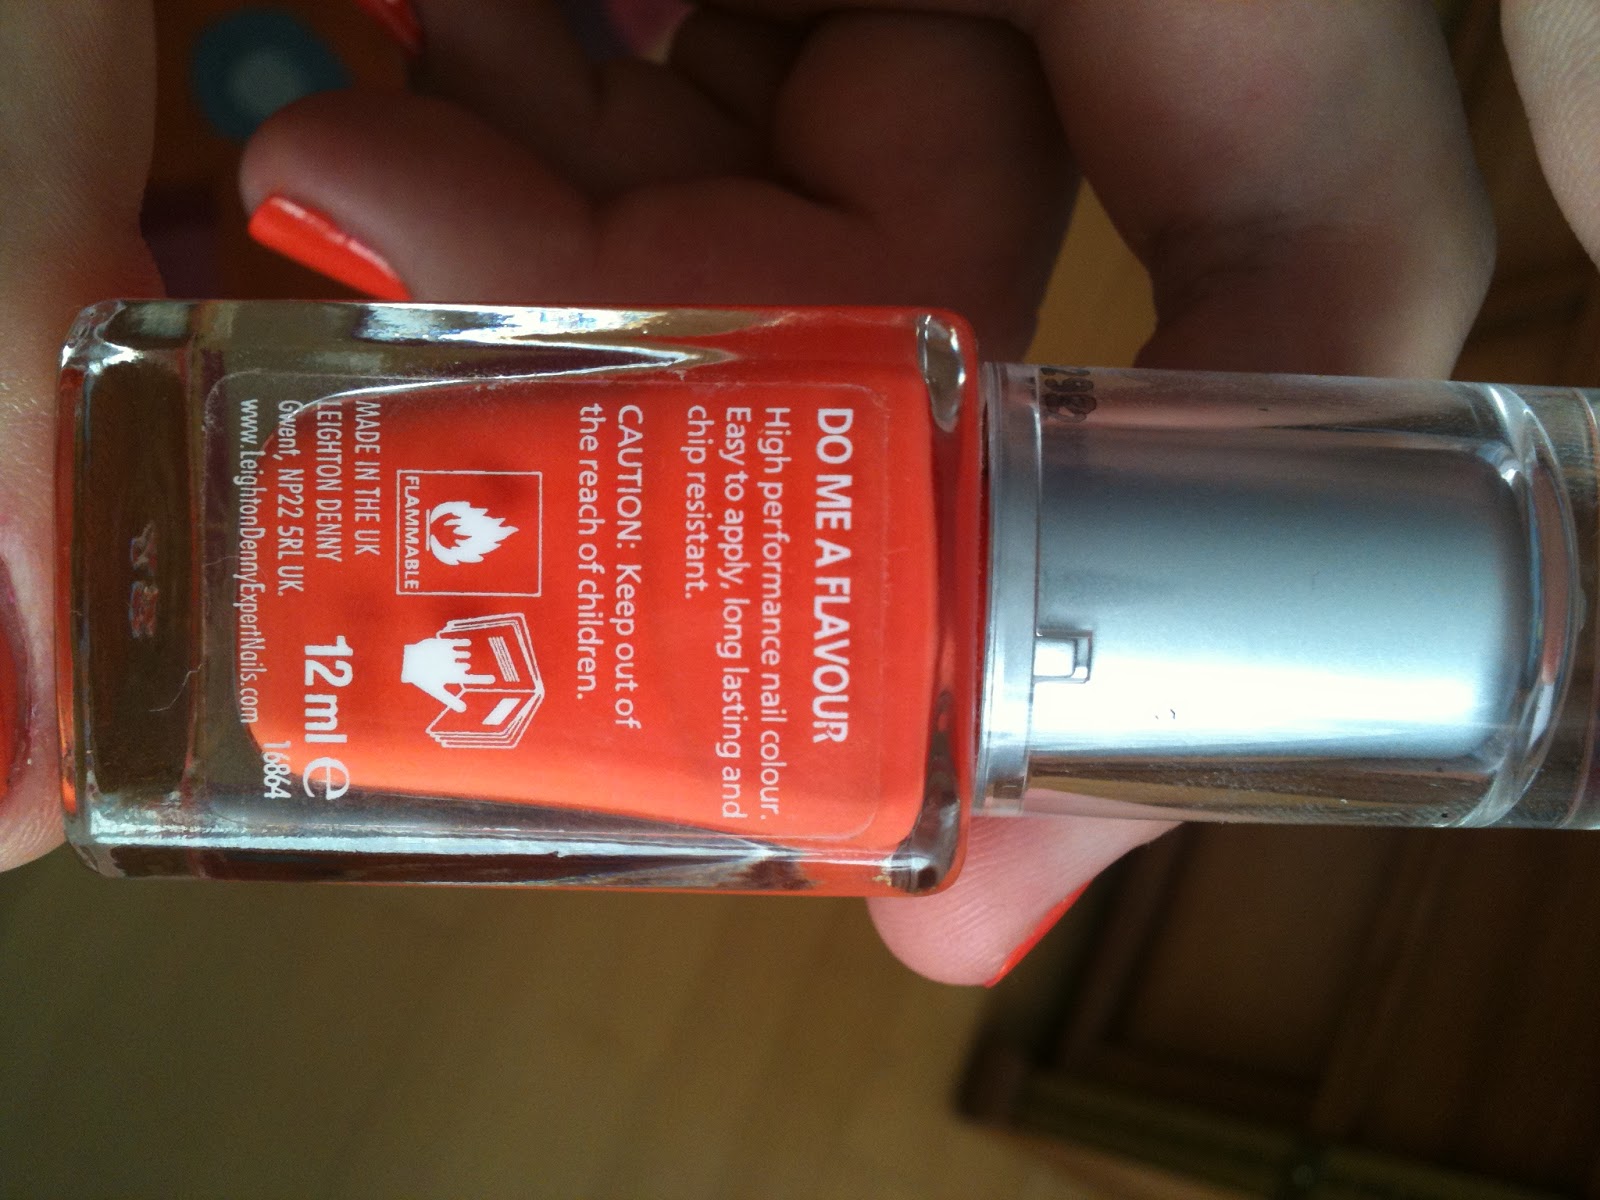 DO ME A FLAVOUR
High performance nail colour.
Easy to apply, long lasting and
chip resistant.
CAUTION: Keep out of
the reach of children.
FLAMMABLE
MADE IN THE UK
LEIGHTON DENNY
Gwent, NP22 5RL UK.
www.LeightonDennyExpertNails.com
12 ml e
16864